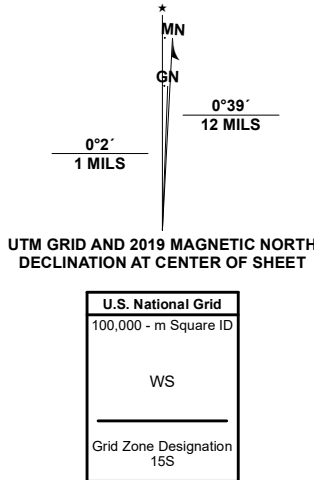 ★
MN
GN
0°39´
12 MILS
0°2´
1 MILS
UTM GRID AND 2019 MAGNETIC NORTH
DECLINATION AT CENTER OF SHEET
U.S. National Grid
100,000 - m Square ID
WS
Grid Zone Designation
15S